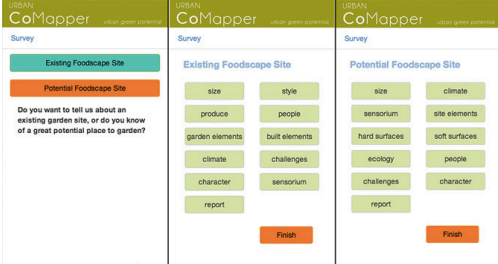 URBAN
CoMapper
urban green potential
Survey
Existing Foodscape Site
Potential Foodscape Site
Do you want to tell us about an
existing garden site, or do you know
of a great potential place to garden?
URBAN
CoMapper
urban green potential
Survey
Existing Foodscape Site
size style
produce people
garden elements built elements
climate challenges
character sensorium
report
Finish
URBAN
CoMapper
urban green potential
Survey
Potential Foodscape Site
size climate
sensorium site elements
hard surfaces soft surfaces
ecology people
challenges character
report
Finish